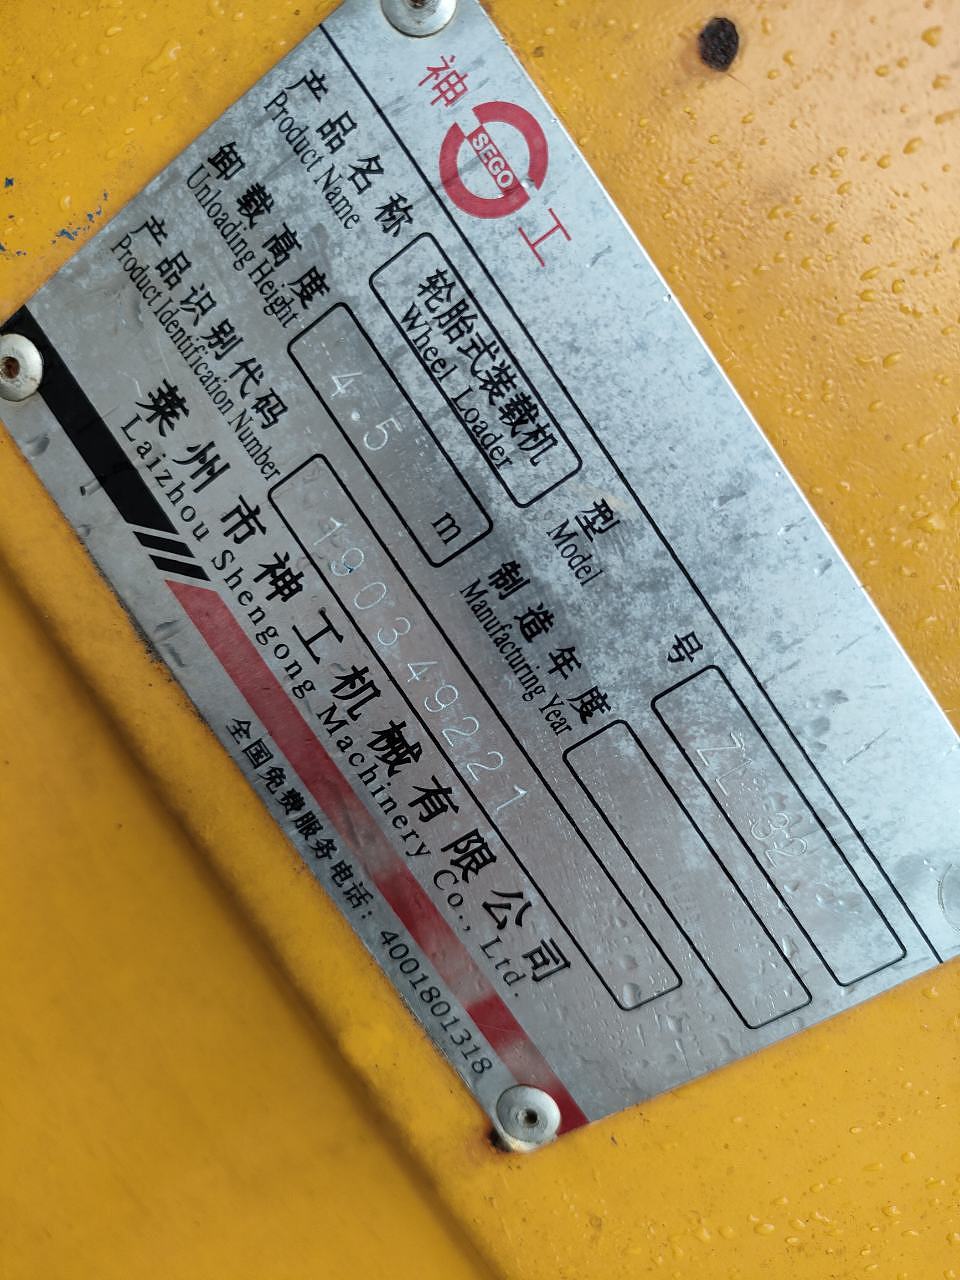 神 SEGO 工
产品名称 轮胎式装载机 型 号 ZL32
Product Name Wheel Loader Model
卸载高度 4.5 m 制造年度
Unloading Height Manufacturing Year
产品识别代码 190349221
Product Identification Number
莱州市神工机械有限公司
Laizhou Shengong Machinery Co., Ltd.
全国免费服务电话: 4001801318